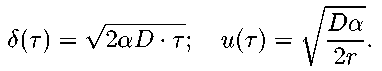 δ(τ) = √(2αD · τ); u(τ) = √(Dα / 2r).